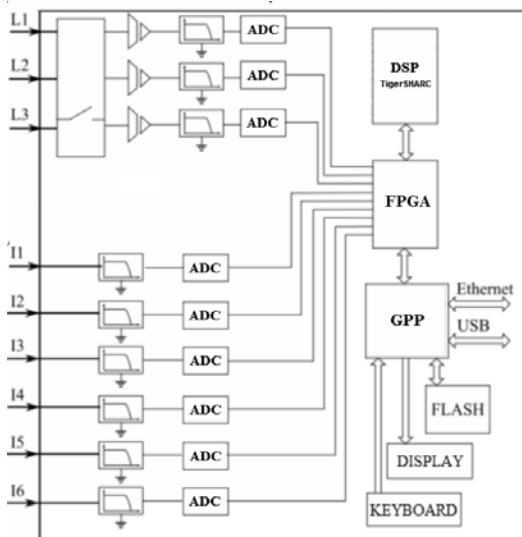 L1
ADC
L2
ADC
DSP
TigerSHARC
L3
ADC
FPGA
I1
ADC
Ethernet
I2
ADC
GPP
USB
I3
ADC
I4
ADC
FLASH
I5
ADC
DISPLAY
I6
ADC
KEYBOARD